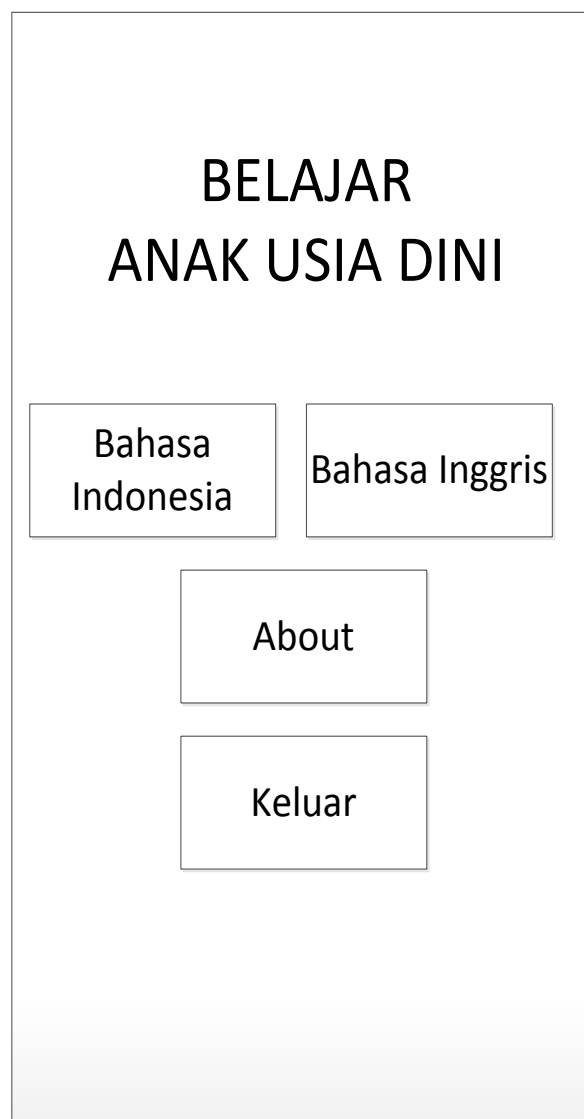 BELAJAR
ANAK USIA DINI
Bahasa
Indonesia
Bahasa Inggris
About
Keluar